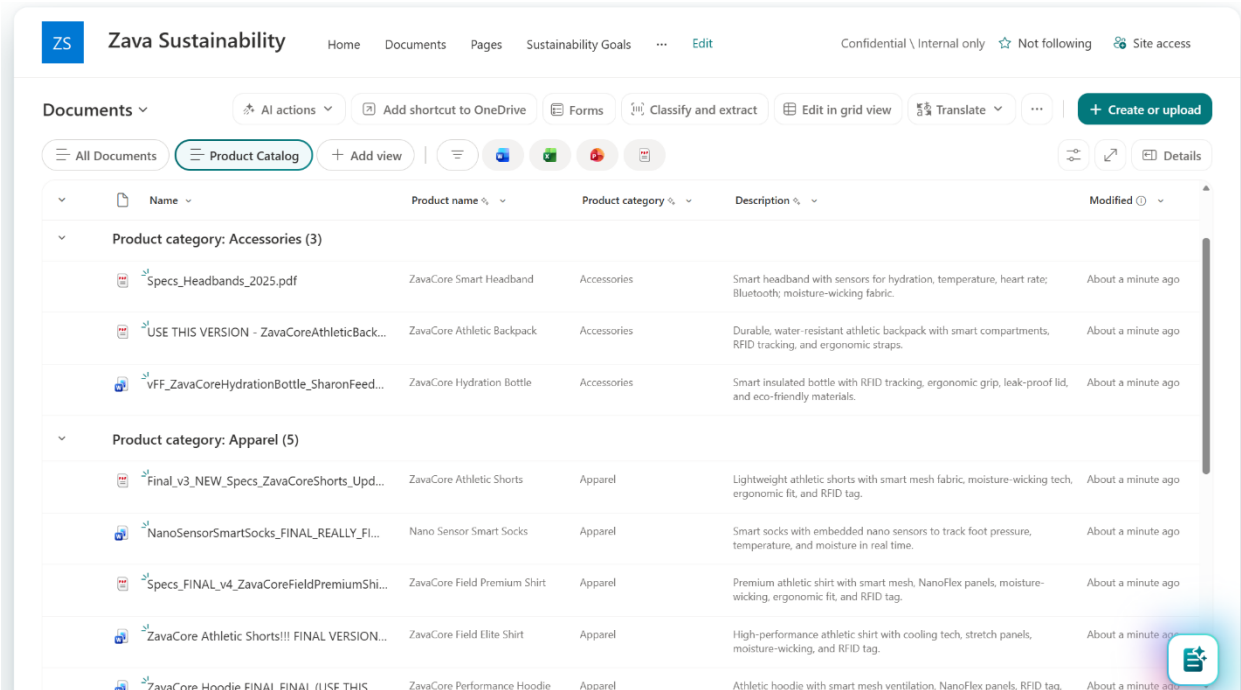 ZS
Zava Sustainability
Home
Documents
Pages
Sustainability Goals
...
Edit
Confidential \ Internal only
Not following
Site access
Documents
AI actions
Add shortcut to OneDrive
Forms
Classify and extract
Edit in grid view
Translate
...
+ Create or upload
All Documents
Product Catalog
+ Add view
Details
Name
Product name
Product category
Description
Modified
Product category: Accessories (3)
Specs_Headbands_2025.pdf
ZavaCore Smart Headband
Accessories
Smart headband with sensors for hydration, temperature, heart rate;
Bluetooth; moisture-wicking fabric.
About a minute ago
USE THIS VERSION - ZavaCoreAthleticBack...
ZavaCore Athletic Backpack
Accessories
Durable, water-resistant athletic backpack with smart compartments,
RFID tracking, and ergonomic straps.
About a minute ago
vFF_ZavaCoreHydrationBottle_SharonFeed...
ZavaCore Hydration Bottle
Accessories
Smart insulated bottle with RFID tracking, ergonomic grip, leak-proof lid,
and eco-friendly materials.
About a minute ago
Product category: Apparel (5)
Final_v3_NEW_Specs_ZavaCoreShorts_Upd...
ZavaCore Athletic Shorts
Apparel
Lightweight athletic shorts with smart mesh fabric, moisture-wicking tech,
ergonomic fit, and RFID tag.
About a minute ago
NanoSensorSmartSocks_FINAL_REALLY_FI...
Nano Sensor Smart Socks
Apparel
Smart socks with embedded nano sensors to track foot pressure,
temperature, and moisture in real time.
About a minute ago
Specs_FINAL_v4_ZavaCoreFieldPremiumShi...
ZavaCore Field Premium Shirt
Apparel
Premium athletic shirt with smart mesh, NanoFlex panels, moisture-
wicking, ergonomic fit, and RFID tag.
About a minute ago
ZavaCore Athletic Shorts!!! FINAL VERSION...
ZavaCore Field Elite Shirt
Apparel
High-performance athletic shirt with cooling tech, stretch panels,
moisture-wicking, and RFID tag.
About a minute ago
ZavaCore Hoodie FINAL FINAL (USE THIS
ZavaCore Performance Hoodie
Apparel
Athletic hoodie with smart mesh ventilation, NanoFlex panels, RFID tag,
About a minute ago